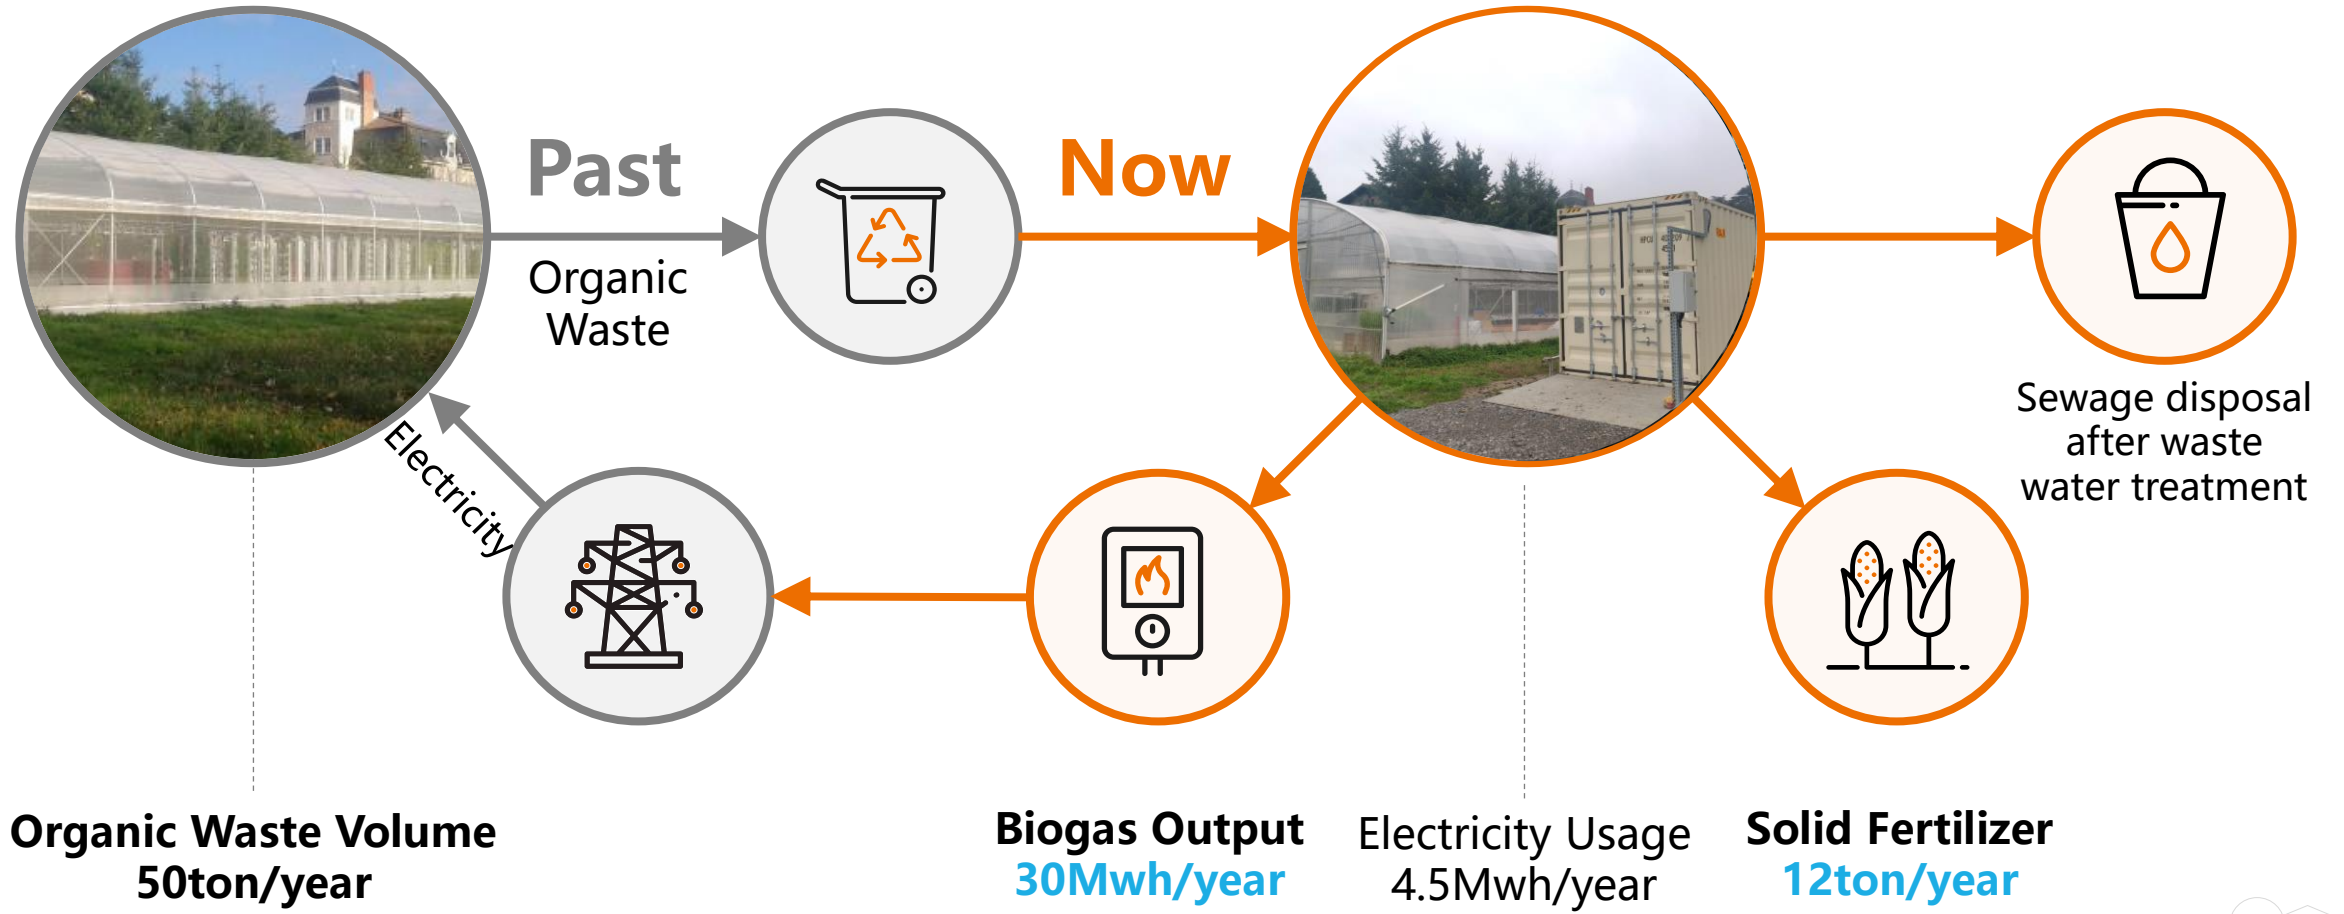 Past
Organic
Waste
Now
Electricity
Sewage disposal
after waste
water treatment
Organic Waste Volume
50ton/year
Biogas Output
30Mwh/year
Electricity Usage
4.5Mwh/year
Solid Fertilizer
12ton/year